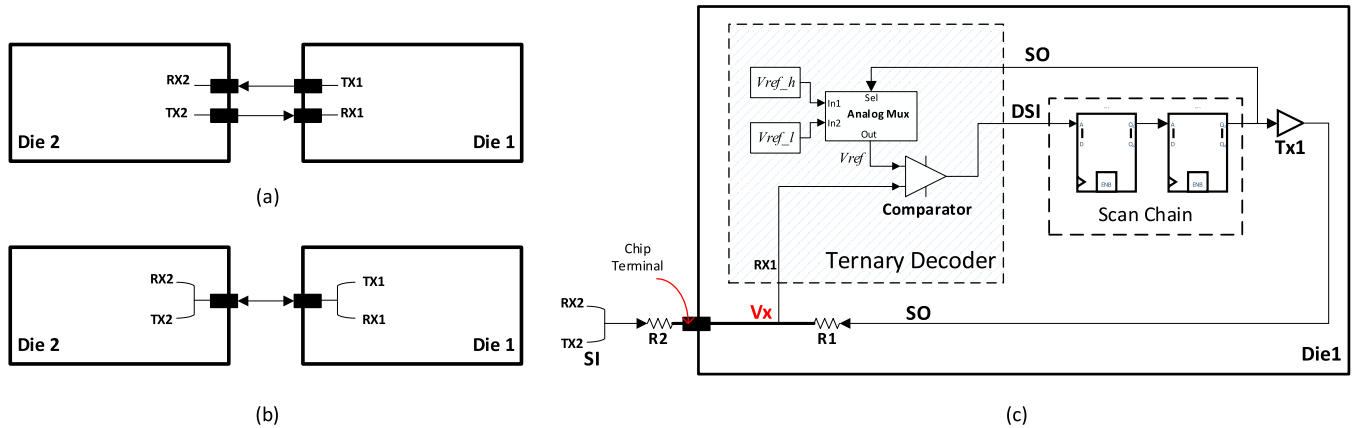 RX2
TX1
TX2
RX1
Die 2
Die 1
(a)
RX2
TX1
TX2
RX1
Die 2
Die 1
(b)
SO
Vref_h
Sel
In1
Analog Mux
DSI
Vref_l
In2
Out
Vref
Tx1
Comparator
Scan Chain
ENB
ENB
Chip
Terminal
RX1
Ternary Decoder
RX2
Vx
SO
TX2
R2
R1
SI
Die1
(c)